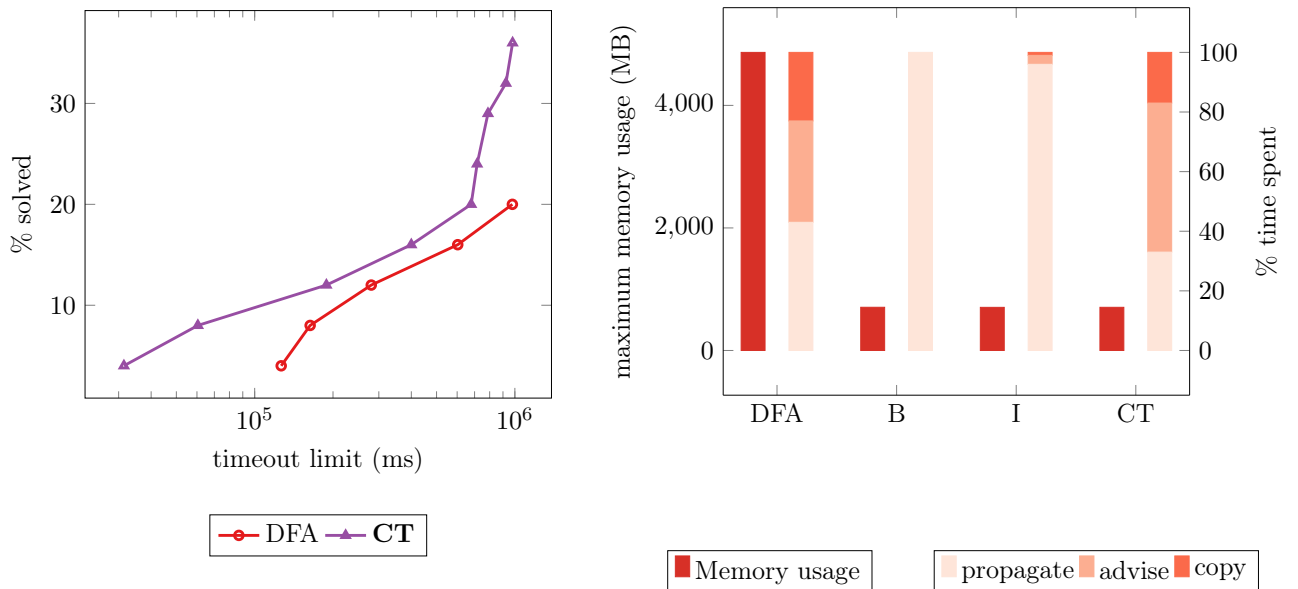 % solved
30
20
10
10^5
10^6
timeout limit (ms)
DFA CT
maximum memory usage (MB)
4,000
2,000
0
DFA B I CT
100
80
60
40
20
0
% time spent
Memory usage
propagate advise copy